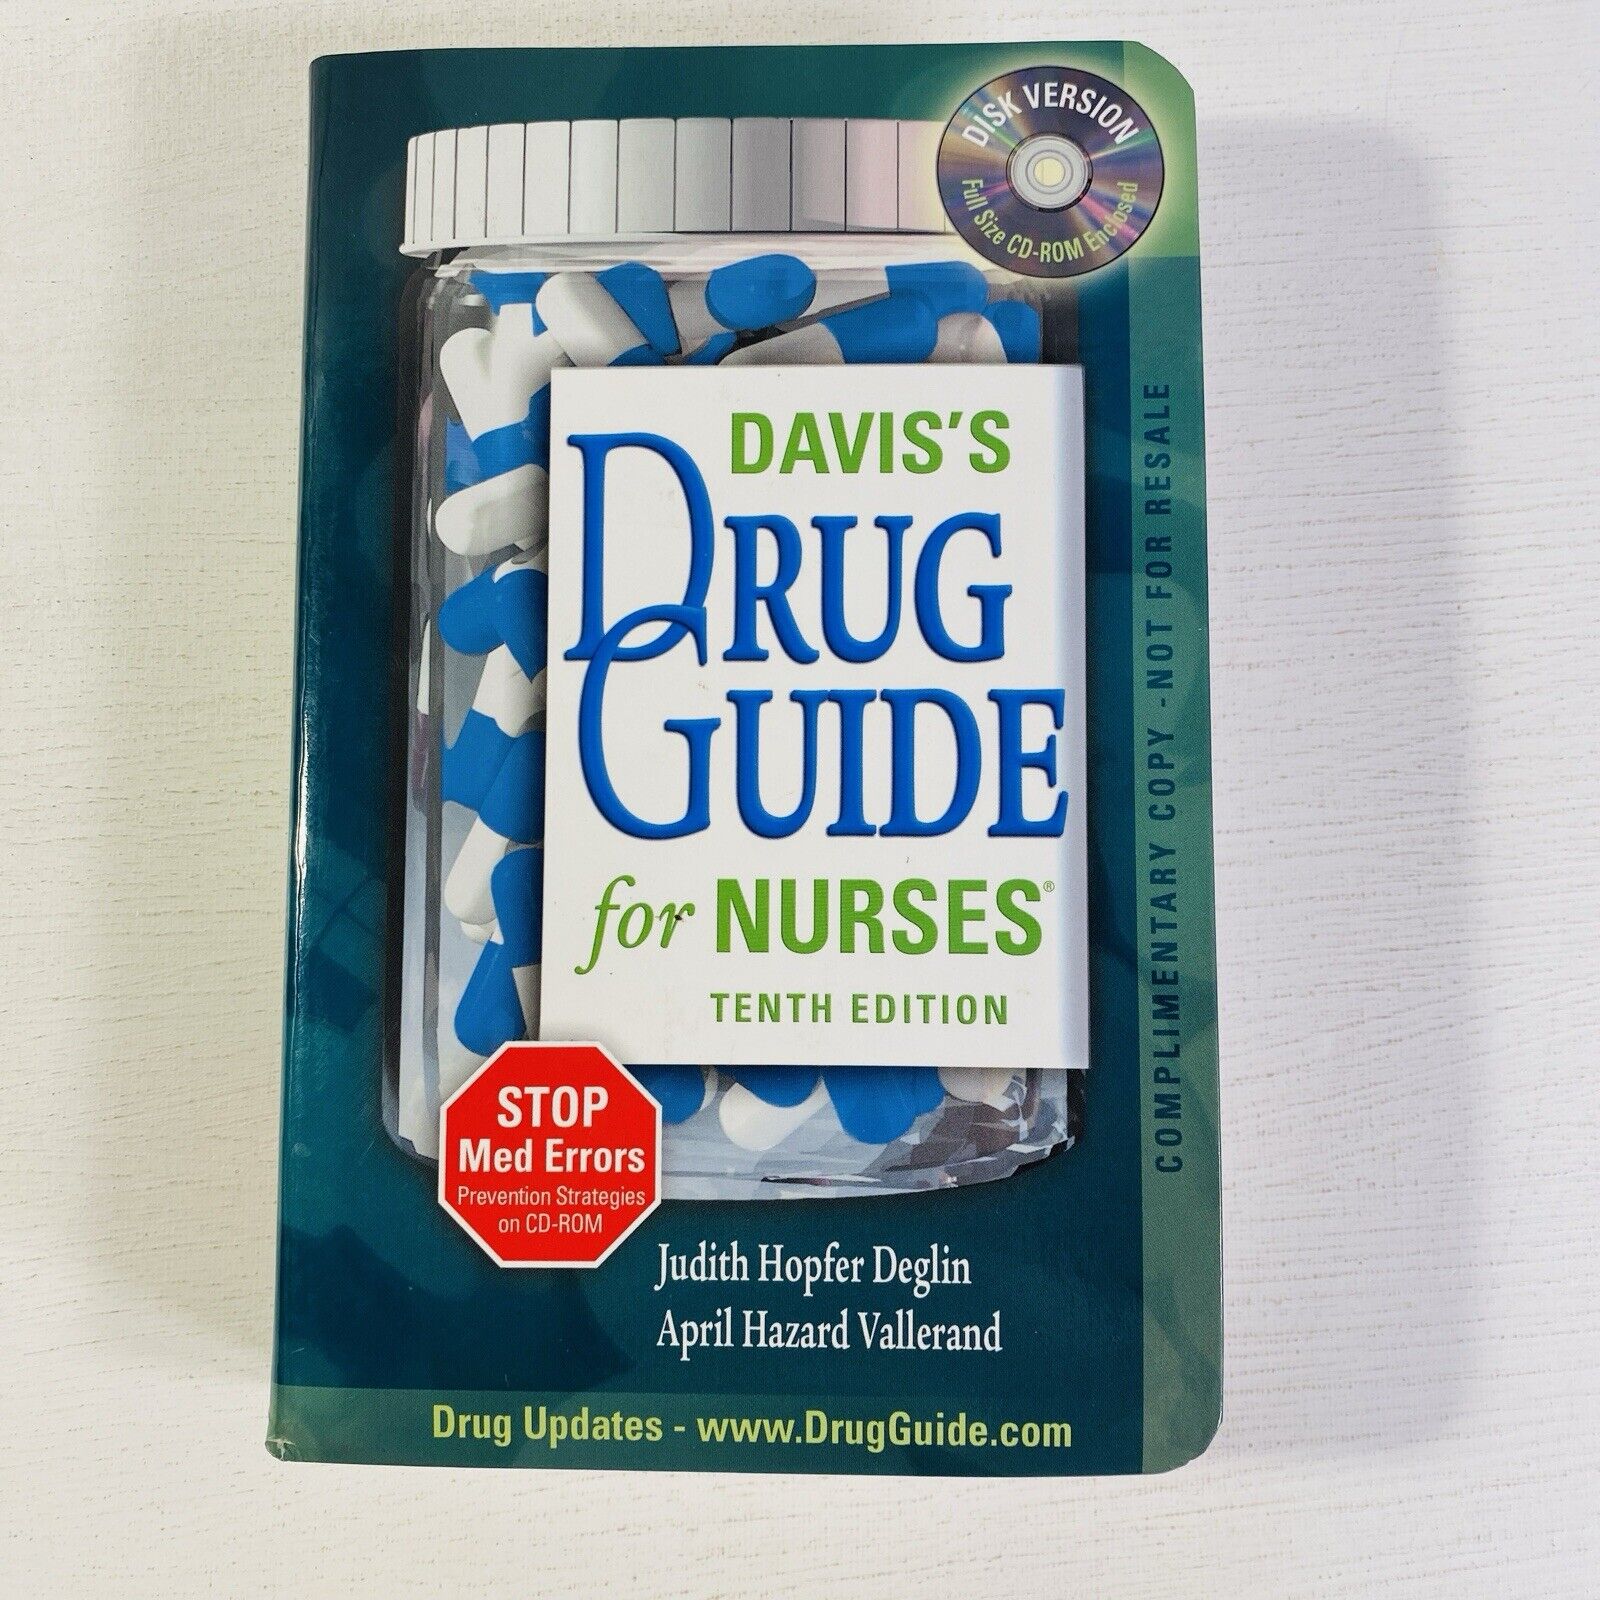 DISK VERSION
Full Size CD-ROM Enclosed
DAVIS'S
DRUG
GUIDE
for NURSES®
TENTH EDITION
COMPLIMENTARY COPY - NOT FOR RESALE
STOP
Med Errors
Prevention Strategies
on CD-ROM
Judith Hopfer Deglin
April Hazard Vallerand
Drug Updates - www.DrugGuide.com